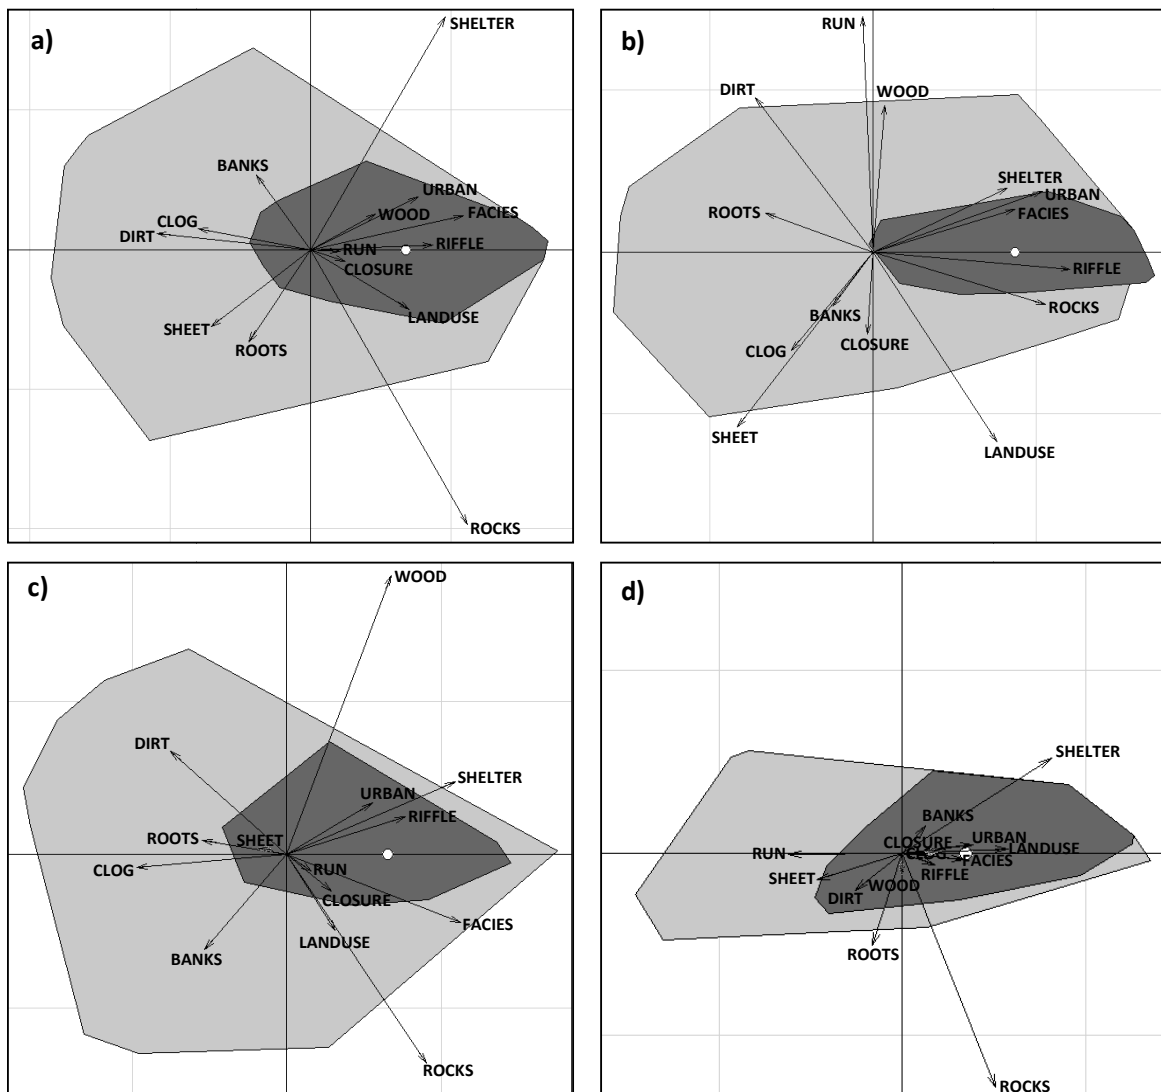 a)
SHELTER
BANKS
URBAN
WOOD
FACIES
CLOG
DIRT
RIFFLE
RUN
CLOSURE
LANDUSE
SHEET
ROOTS
ROCKS
b)
RUN
DIRT
WOOD
SHELTER
URBAN
ROOTS
FACIES
RIFFLE
ROCKS
BANKS
CLOSURE
CLOG
SHEET
LANDUSE
c)
WOOD
DIRT
SHELTER
URBAN
RIFFLE
ROOTS
SHEET
CLOG
RUN
CLOSURE
FACIES
LANDUSE
BANKS
ROCKS
d)
SHELTER
BANKS
CLOSURE
URBAN
LANDUSE
RUN
FACIES
RIFFLE
SHEET
WOOD
DIRT
ROOTS
ROCKS